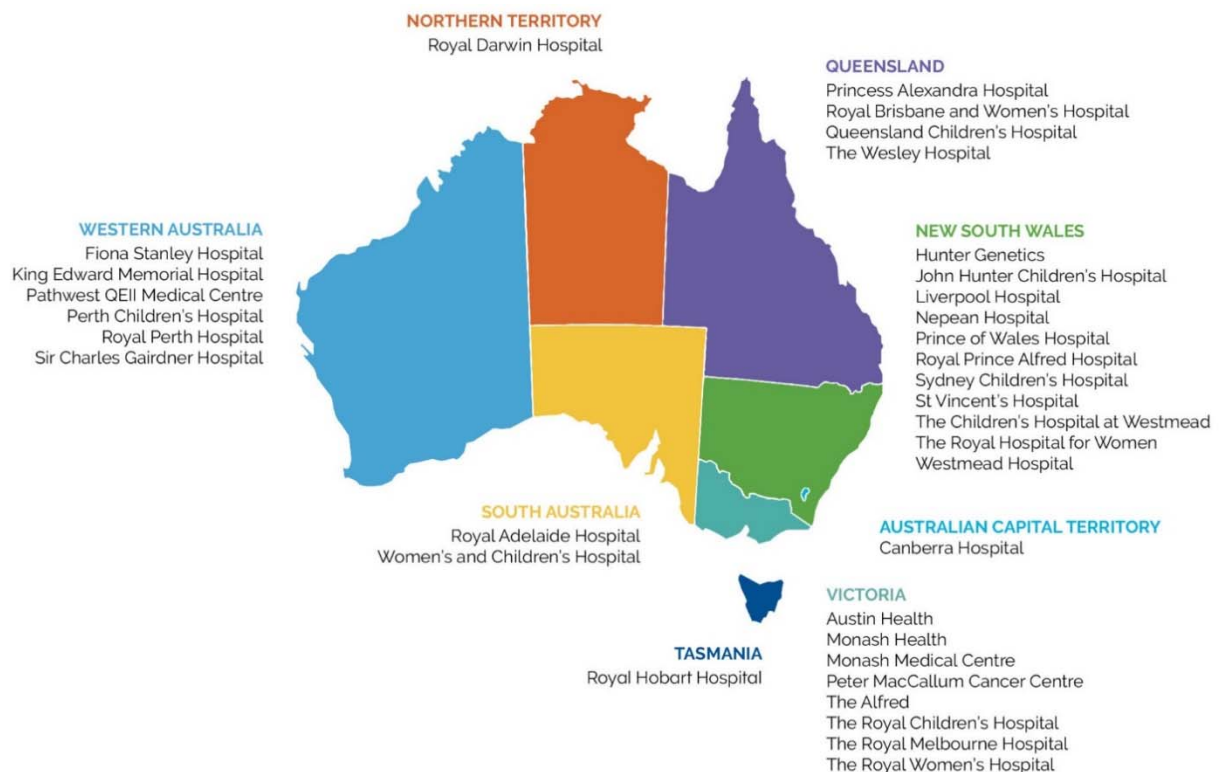 NORTHERN TERRITORY
Royal Darwin Hospital
QUEENSLAND
Princess Alexandra Hospital
Royal Brisbane and Women's Hospital
Queensland Children's Hospital
The Wesley Hospital
WESTERN AUSTRALIA
Fiona Stanley Hospital
King Edward Memorial Hospital
Pathwest QEII Medical Centre
Perth Children's Hospital
Royal Perth Hospital
Sir Charles Gairdner Hospital
NEW SOUTH WALES
Hunter Genetics
John Hunter Children's Hospital
Liverpool Hospital
Nepean Hospital
Prince of Wales Hospital
Royal Prince Alfred Hospital
Sydney Children's Hospital
St Vincent's Hospital
The Children's Hospital at Westmead
The Royal Hospital for Women
Westmead Hospital
SOUTH AUSTRALIA
Royal Adelaide Hospital
Women's and Children's Hospital
AUSTRALIAN CAPITAL TERRITORY
Canberra Hospital
TASMANIA
Royal Hobart Hospital
VICTORIA
Austin Health
Monash Health
Monash Medical Centre
Peter MacCallum Cancer Centre
The Alfred
The Royal Children's Hospital
The Royal Melbourne Hospital
The Royal Women's Hospital